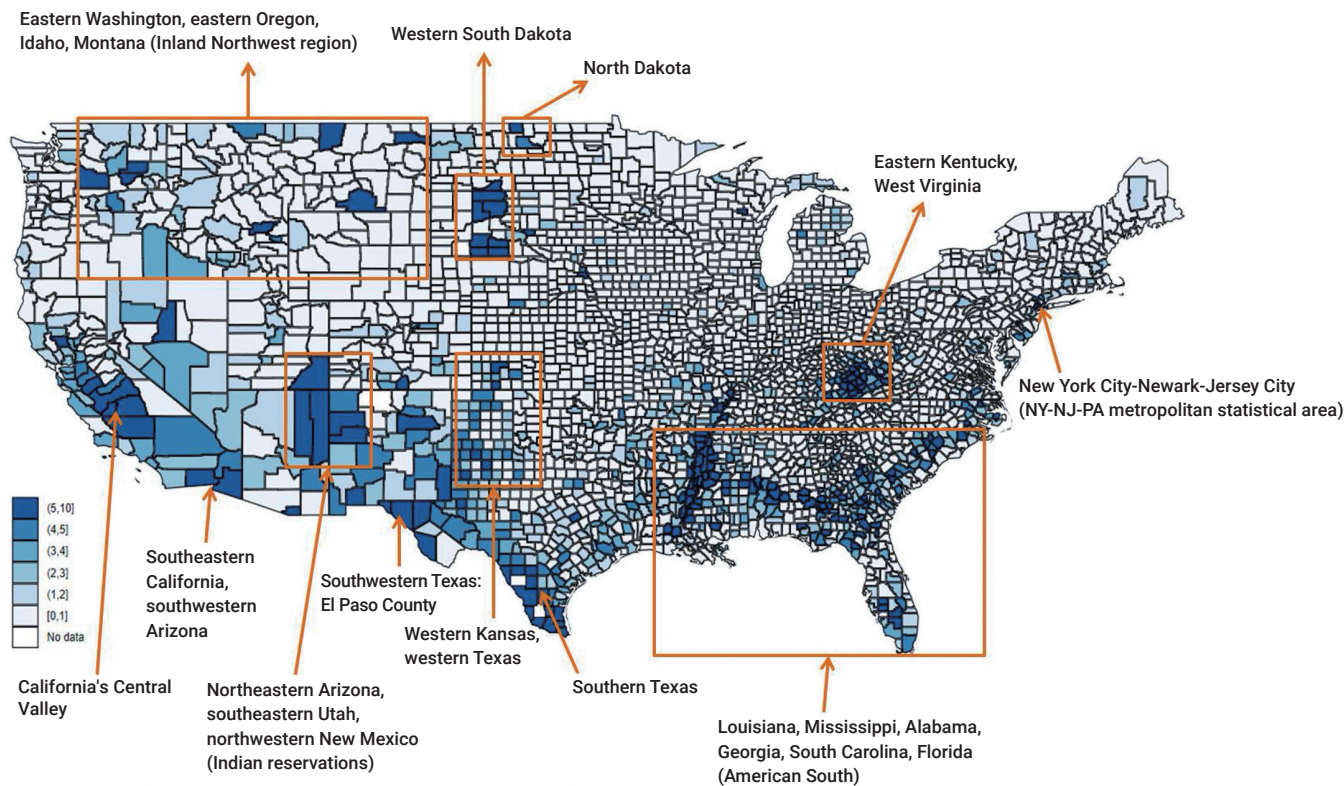 Eastern Washington, eastern Oregon,
Idaho, Montana (Inland Northwest region)
Western South Dakota
North Dakota
Eastern Kentucky,
West Virginia
New York City-Newark-Jersey City
(NY-NJ-PA metropolitan statistical area)
(5,10]
(4,5]
(3,4]
(2,3]
(1,2]
[0,1]
No data
Southeastern
California,
southwestern
Arizona
Southwestern Texas:
El Paso County
Western Kansas,
western Texas
Southern Texas
California's Central
Valley
Northeastern Arizona,
southeastern Utah,
northwestern New Mexico
(Indian reservations)
Louisiana, Mississippi, Alabama,
Georgia, South Carolina, Florida
(American South)